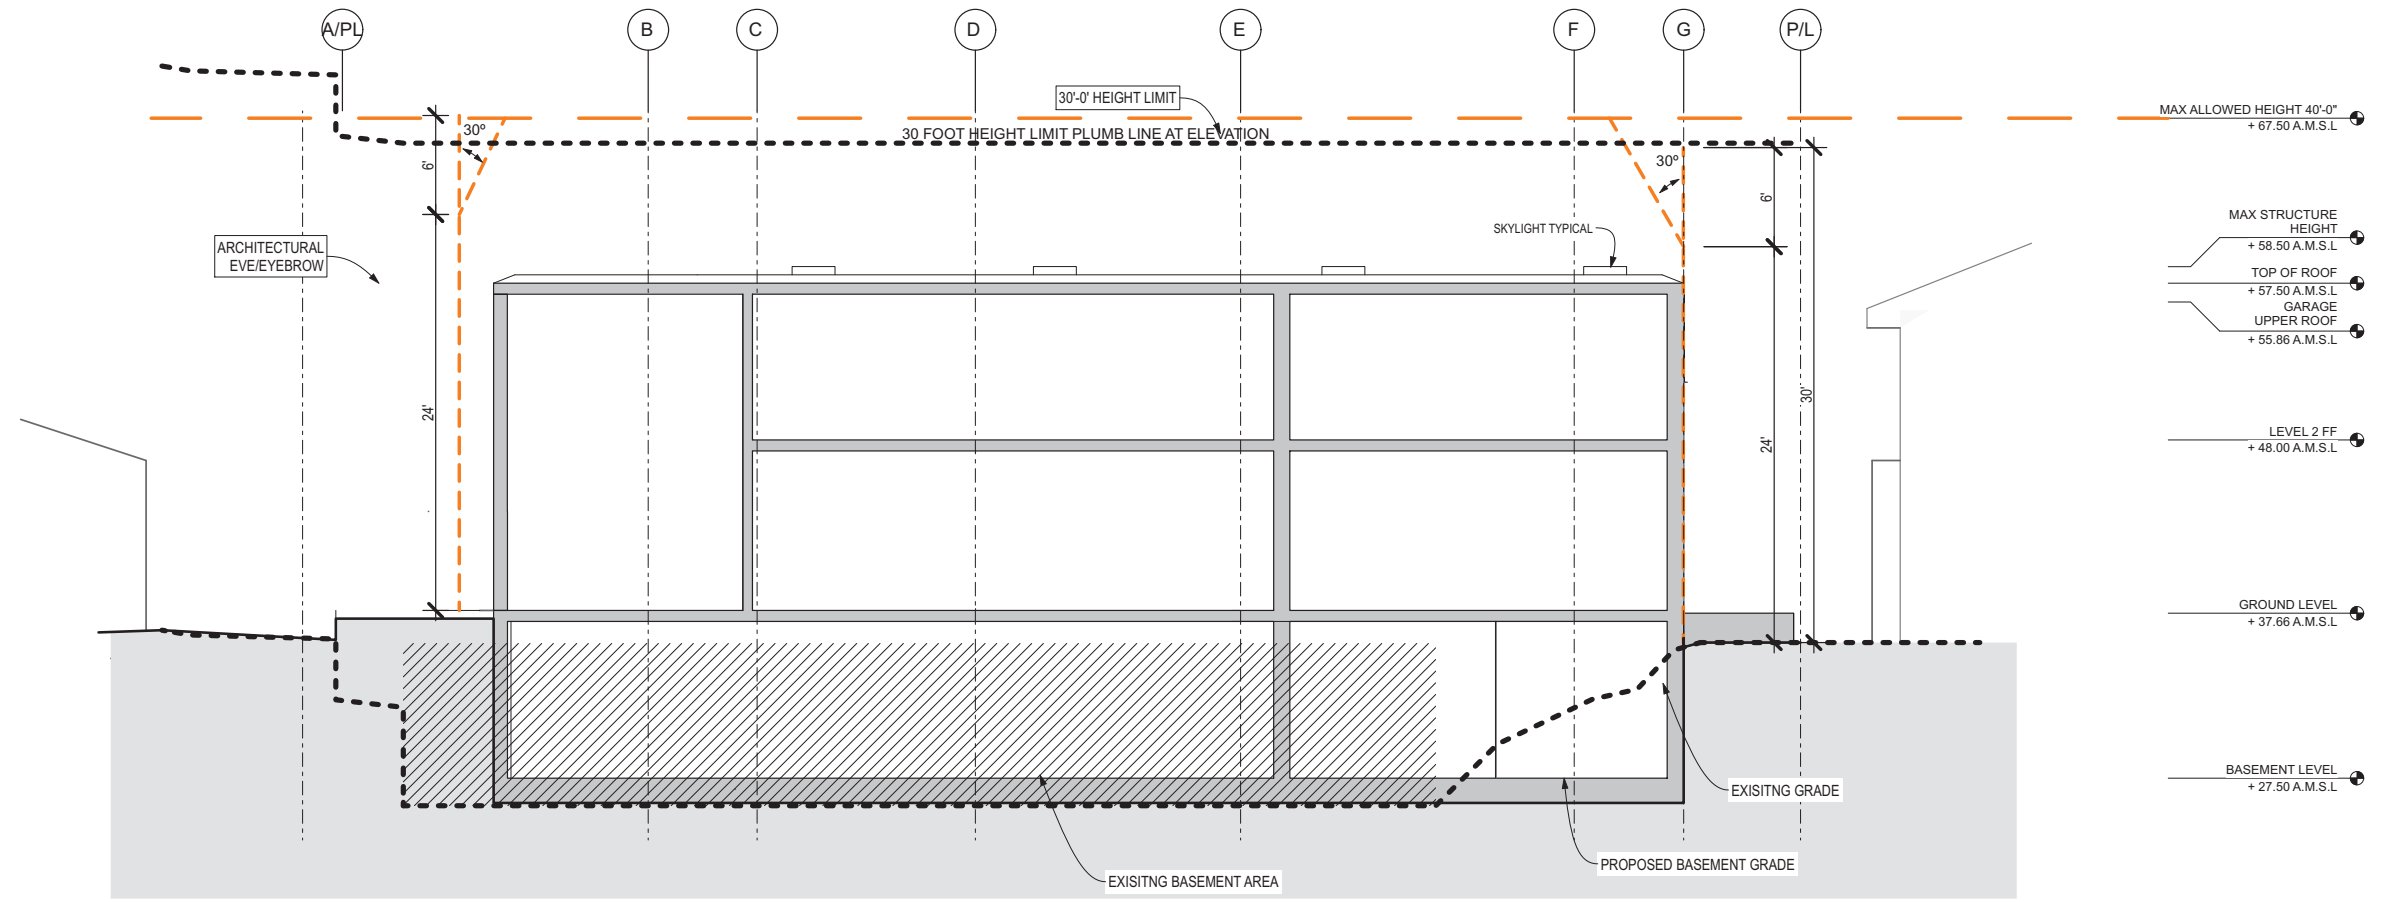 A/PL
B
C
D
E
F
G
P/L
30'-0' HEIGHT LIMIT
30 FOOT HEIGHT LIMIT PLUMB LINE AT ELEVATION
MAX ALLOWED HEIGHT 40'-0"
+ 67.50 A.M.S.L
30º
30º
6'
6'
SKYLIGHT TYPICAL
ARCHITECTURAL
EVE/EYEBROW
MAX STRUCTURE
HEIGHT
+ 58.50 A.M.S.L
TOP OF ROOF
+ 57.50 A.M.S.L
GARAGE
UPPER ROOF
+ 55.86 A.M.S.L
24'
24'
30'
LEVEL 2 FF
+ 48.00 A.M.S.L
GROUND LEVEL
+ 37.66 A.M.S.L
BASEMENT LEVEL
+ 27.50 A.M.S.L
EXISITNG GRADE
PROPOSED BASEMENT GRADE
EXISITNG BASEMENT AREA